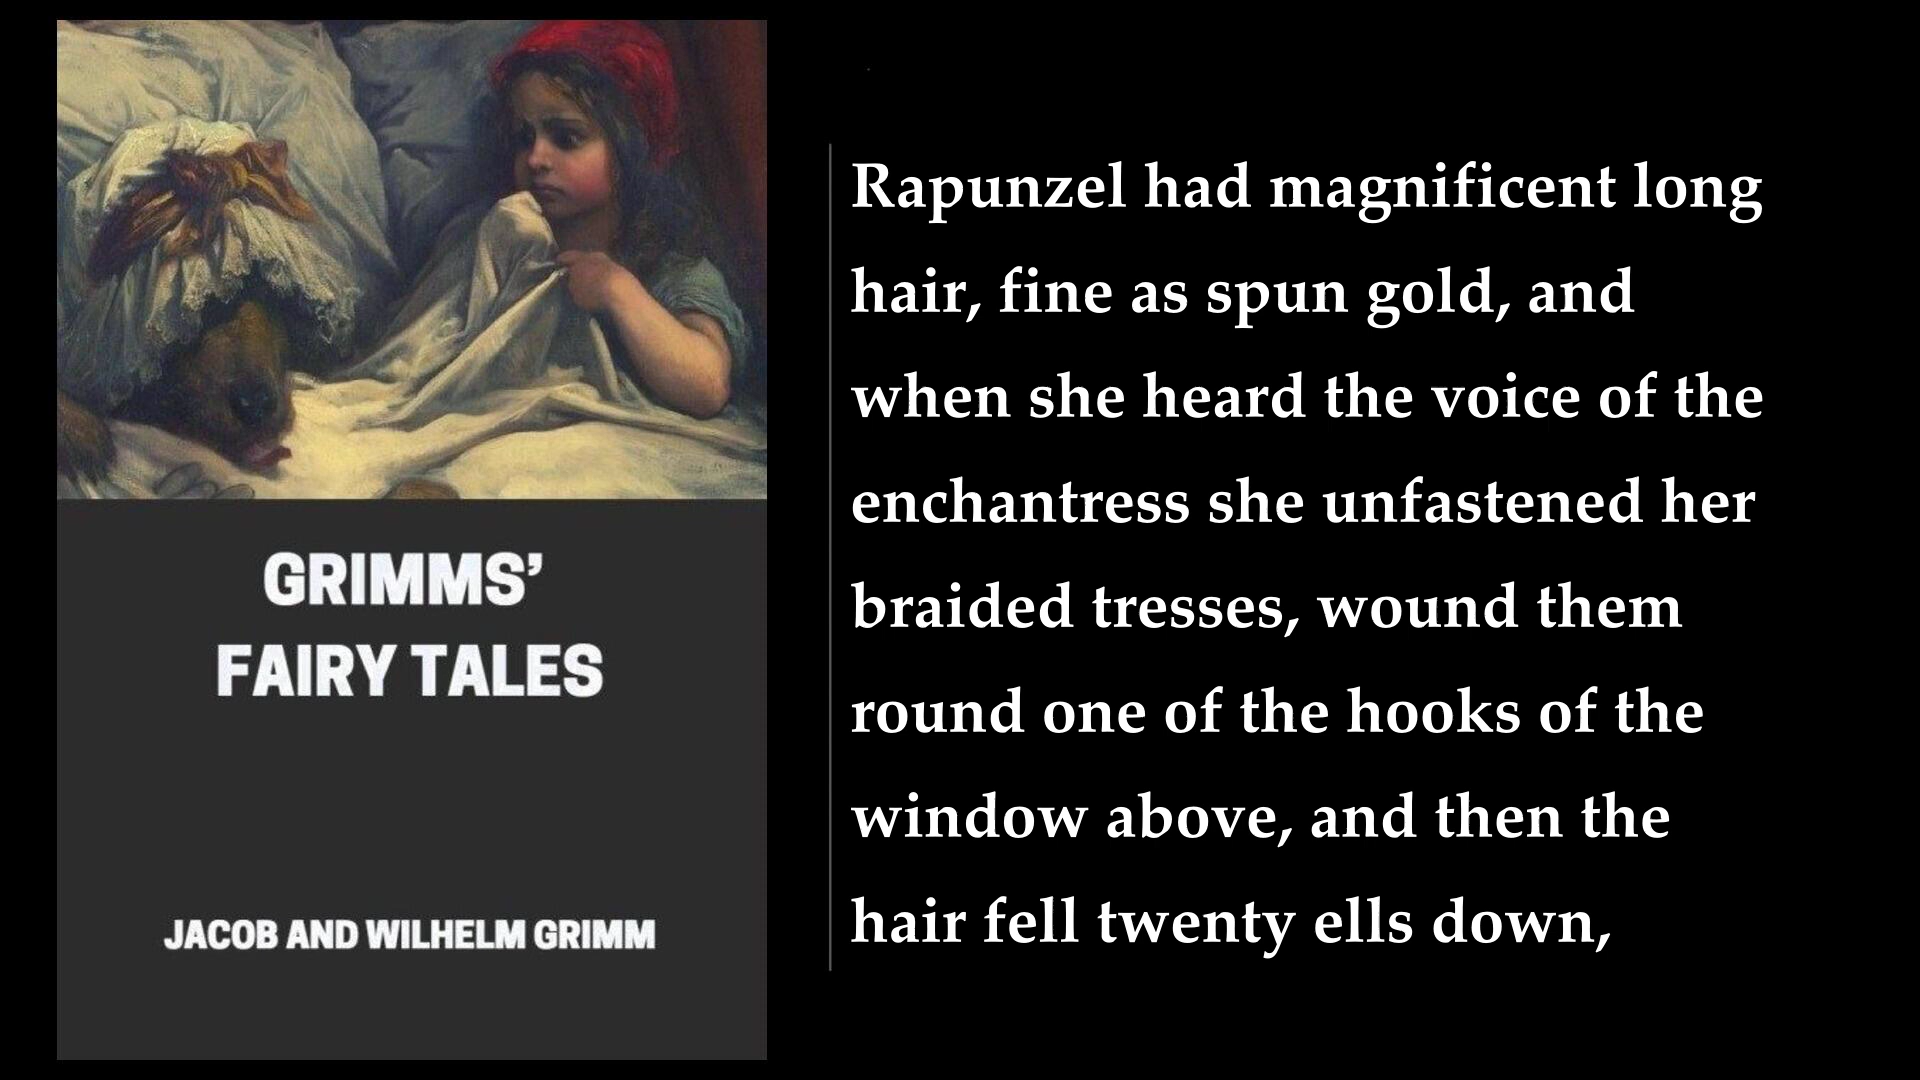 GRIMMS’
FAIRY TALES
JACOB AND WILHELM GRIMM
Rapunzel had magnificent long
hair, fine as spun gold, and
when she heard the voice of the
enchantress she unfastened her
braided tresses, wound them
round one of the hooks of the
window above, and then the
hair fell twenty ells down,